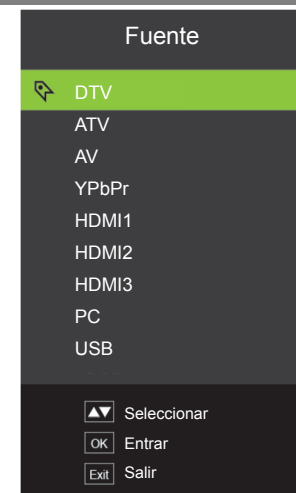 Fuente
DTV
ATV
AV
YPbPr
HDMI1
HDMI2
HDMI3
PC
USB
▲▼ Seleccionar
OK Entrar
Exit Salir